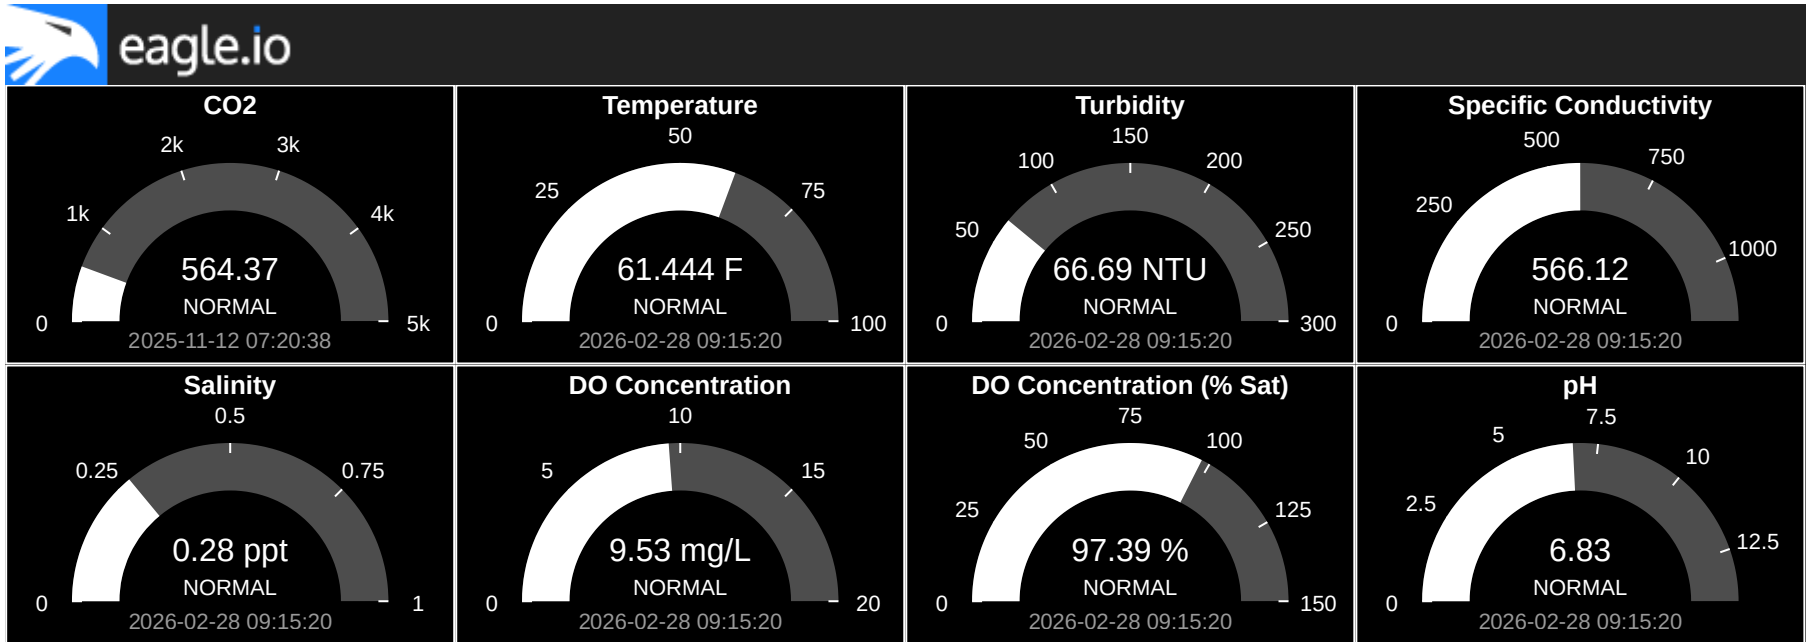 eagle.io
CO2
0
1k
2k
3k
4k
5k
564.37
NORMAL
2025-11-12 07:20:38
Temperature
0
25
50
75
100
61.444 F
NORMAL
2026-02-28 09:15:20
Turbidity
0
50
100
150
200
250
300
66.69 NTU
NORMAL
2026-02-28 09:15:20
Specific Conductivity
0
250
500
750
1000
566.12
NORMAL
2026-02-28 09:15:20
Salinity
0
0.25
0.5
0.75
1
0.28 ppt
NORMAL
2026-02-28 09:15:20
DO Concentration
0
5
10
15
20
9.53 mg/L
NORMAL
2026-02-28 09:15:20
DO Concentration (% Sat)
0
25
50
75
100
125
150
97.39 %
NORMAL
2026-02-28 09:15:20
pH
0
2.5
5
7.5
10
12.5
6.83
NORMAL
2026-02-28 09:15:20